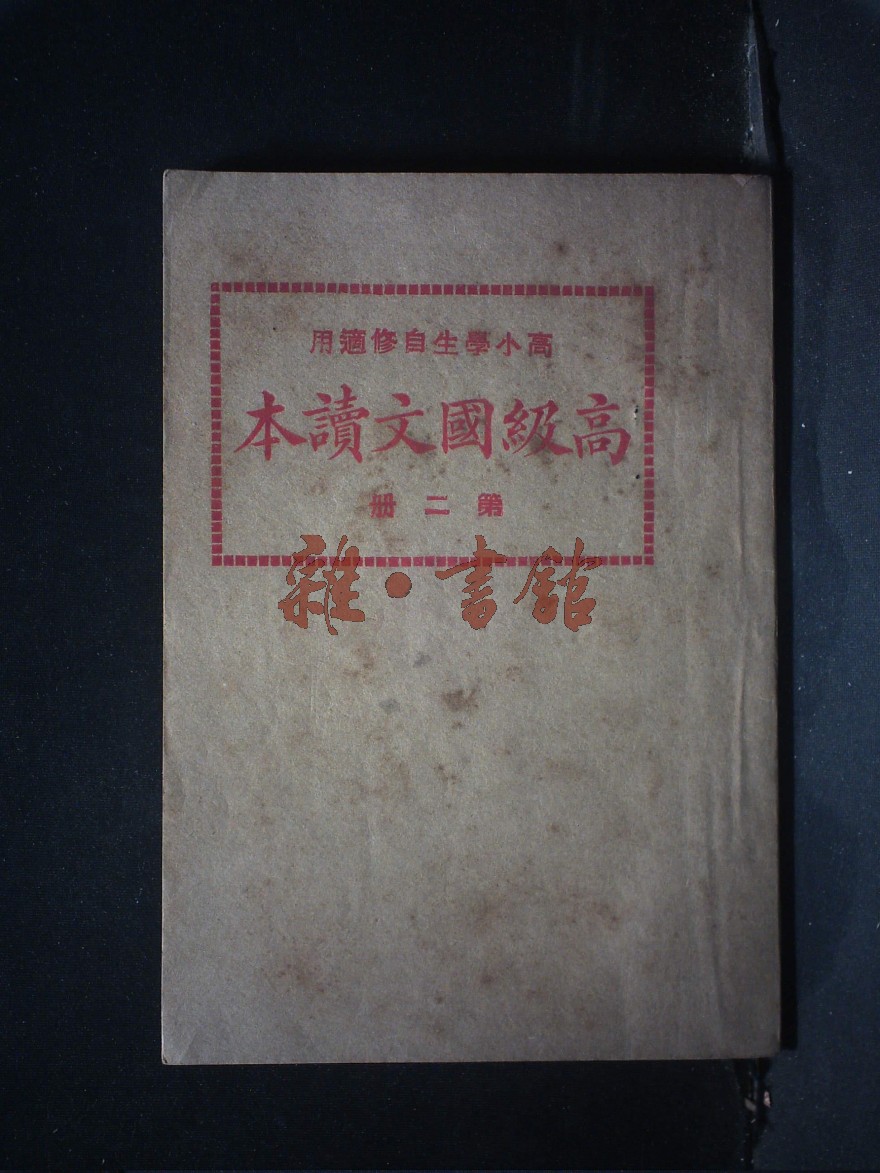 高小學生自修適用
高級國文讀本
第二册
雜·書館